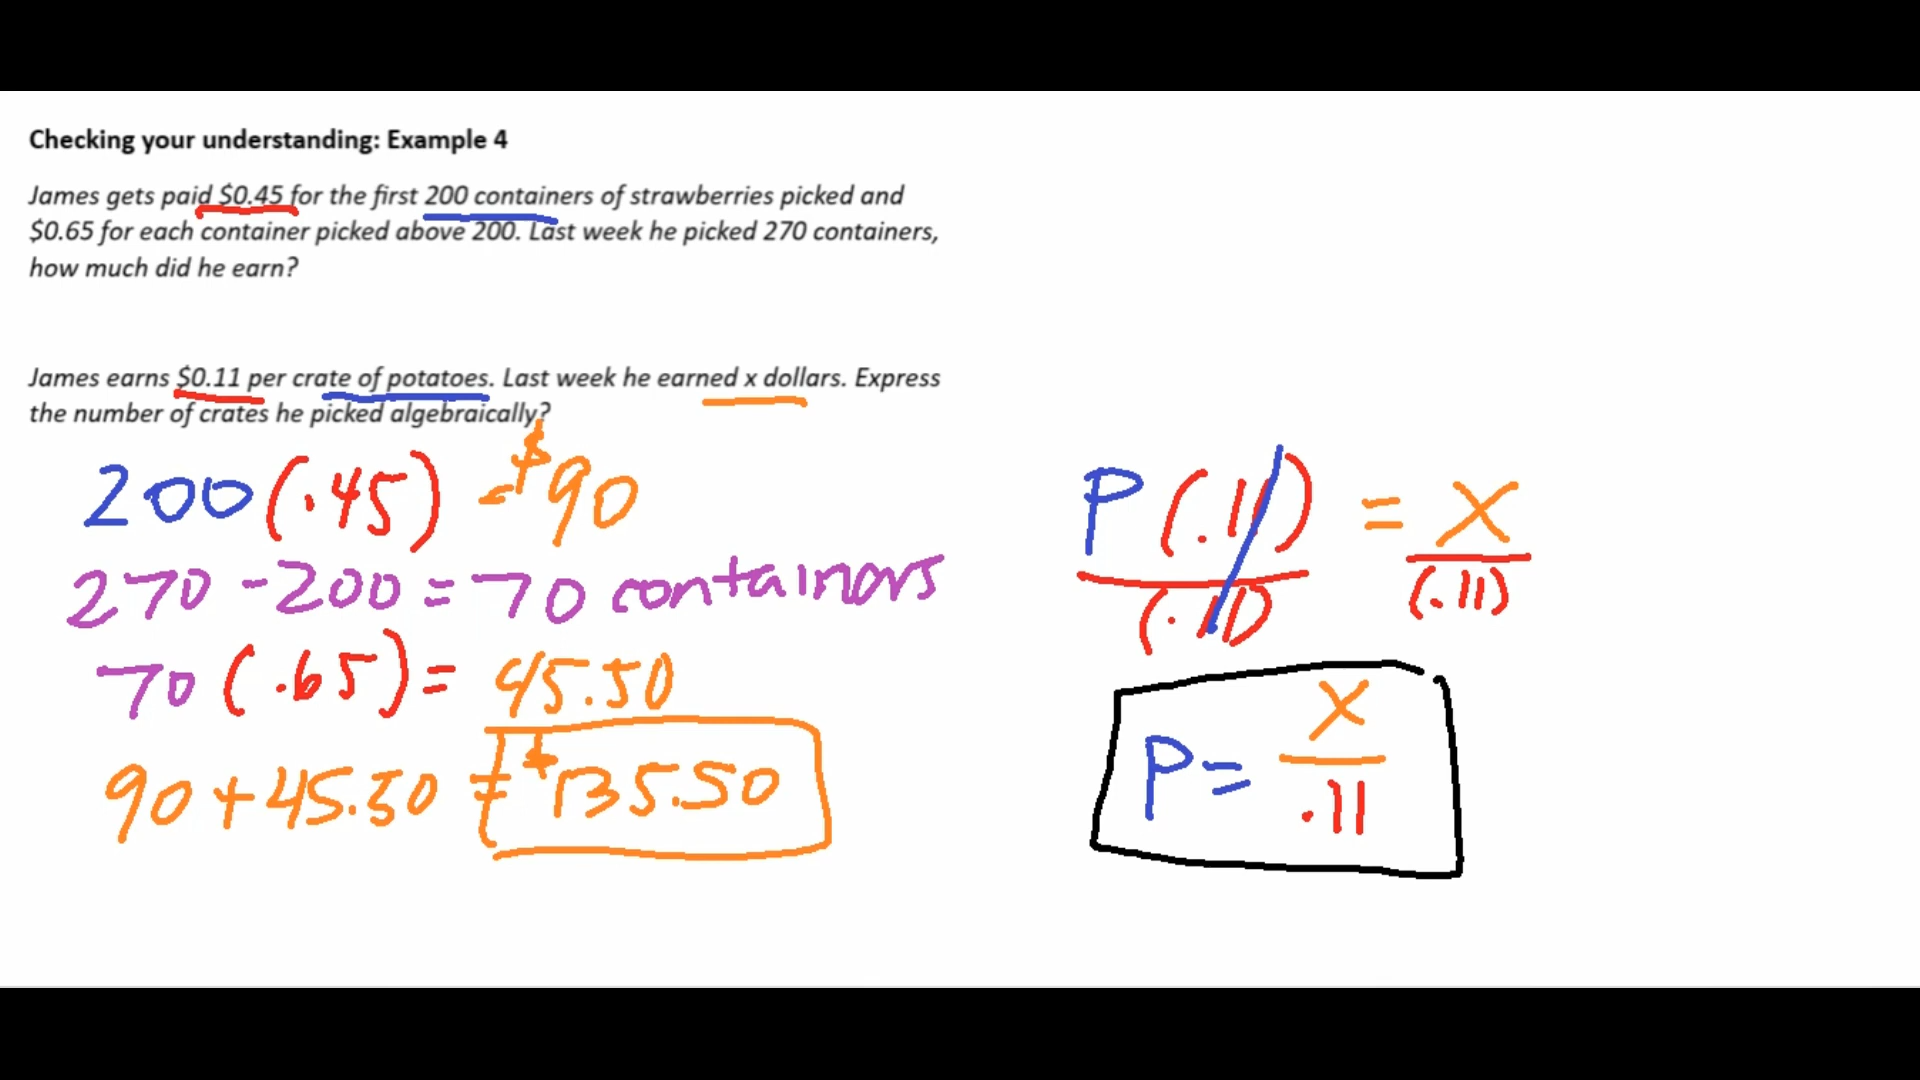 Checking your understanding: Example 4
James gets paid $0.45 for the first 200 containers of strawberries picked and
$0.65 for each container picked above 200. Last week he picked 270 containers,
how much did he earn?
James earns $0.11 per crate of potatoes. Last week he earned x dollars. Express
the number of crates he picked algebraically?
200 (.45) = $90
270 - 200 = 70 containers
70 (.65) = 45.50
90 + 45.50 = $135.50
P (.11) = X
(.11) (.11)
P = X
.11